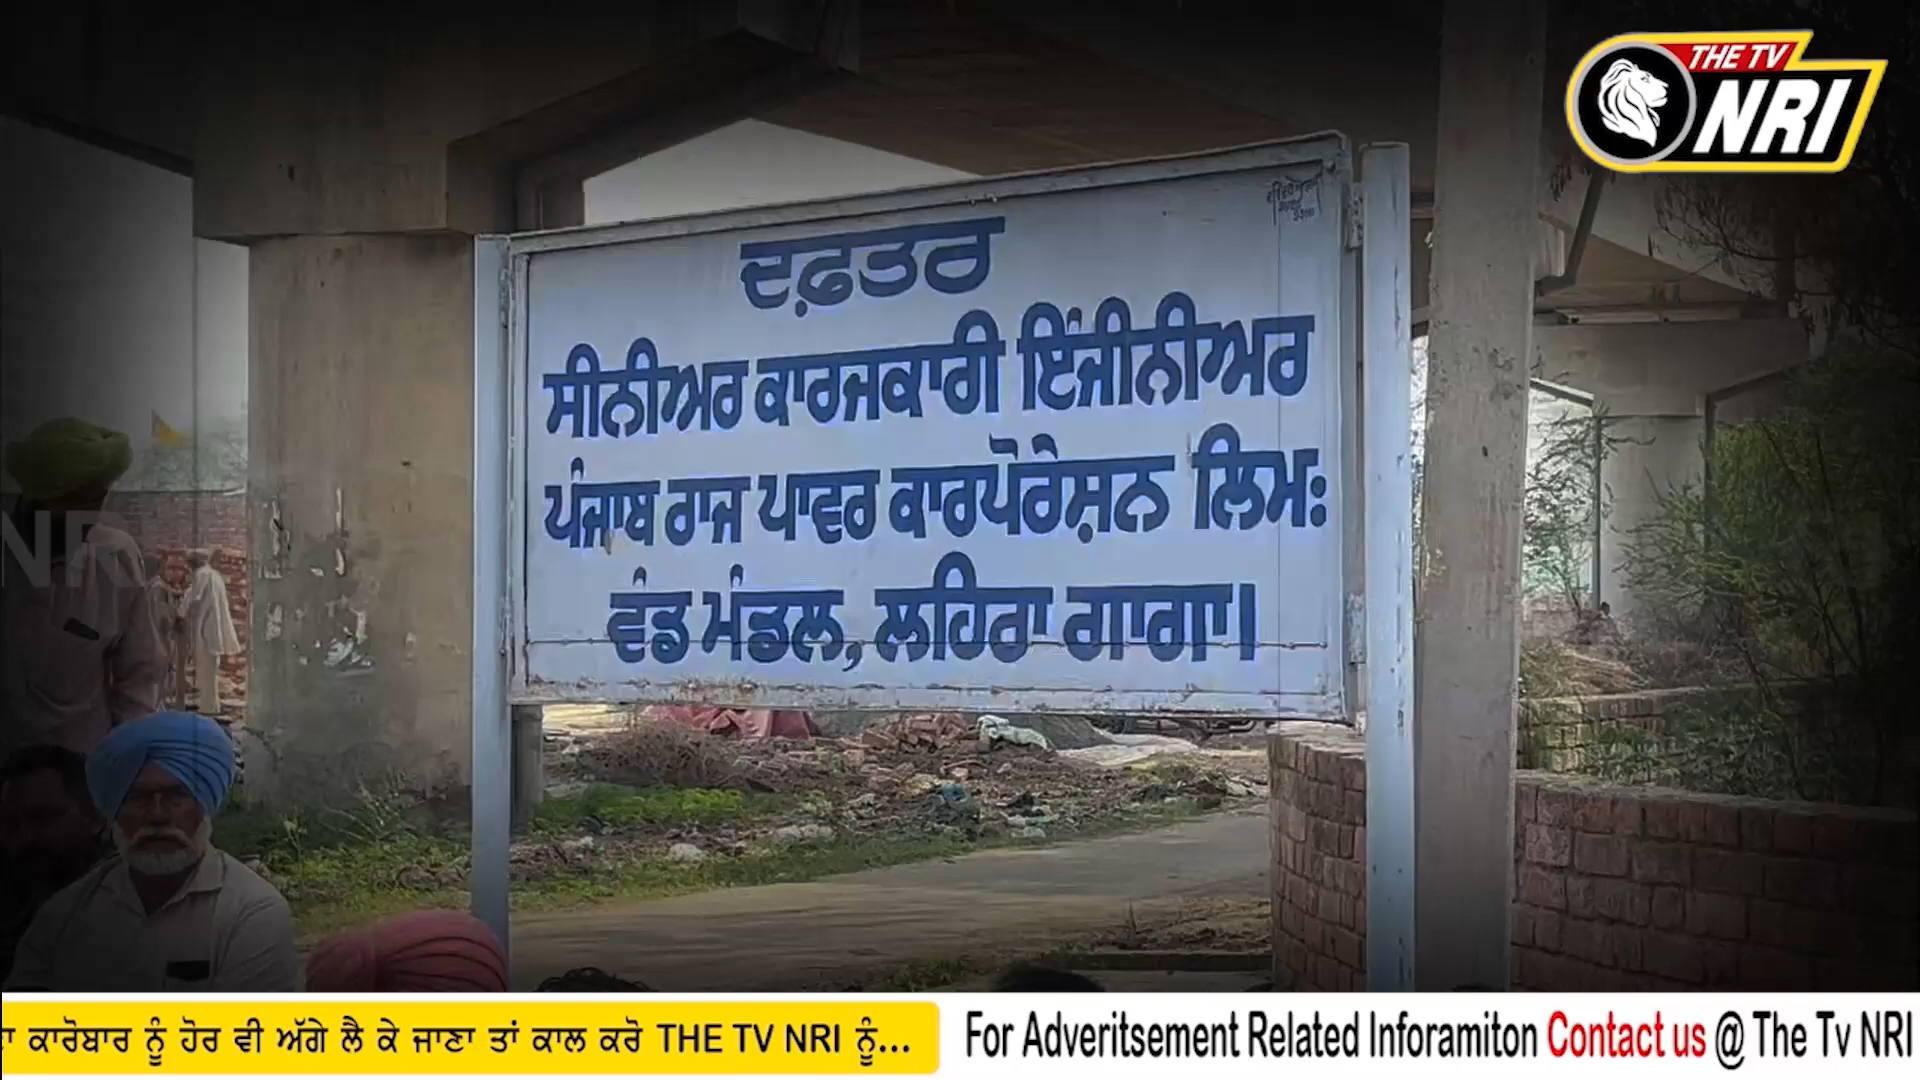 THE TV
NRI
ਦਫ਼ਤਰ
ਸੀਨੀਅਰ ਕਾਰਜਕਾਰੀ ਇੰਜੀਨੀਅਰ
ਪੰਜਾਬ ਰਾਜ ਪਾਵਰ ਕਾਰਪੋਰੇਸ਼ਨ ਲਿਮ:
ਵੰਡ ਮੰਡਲ, ਲਹਿਰਾ ਗਾਗਾ।
NRI
ਕਾਰੋਬਾਰ ਨੂੰ ਹੋਰ ਵੀ ਅੱਗੇ ਲੈ ਕੇ ਜਾਣਾ ਤਾਂ ਕਾਲ ਕਰੋ THE TV NRI ਨੂੰ...
For Adveritsement Related Inforamiton Contact us @ The Tv NRI